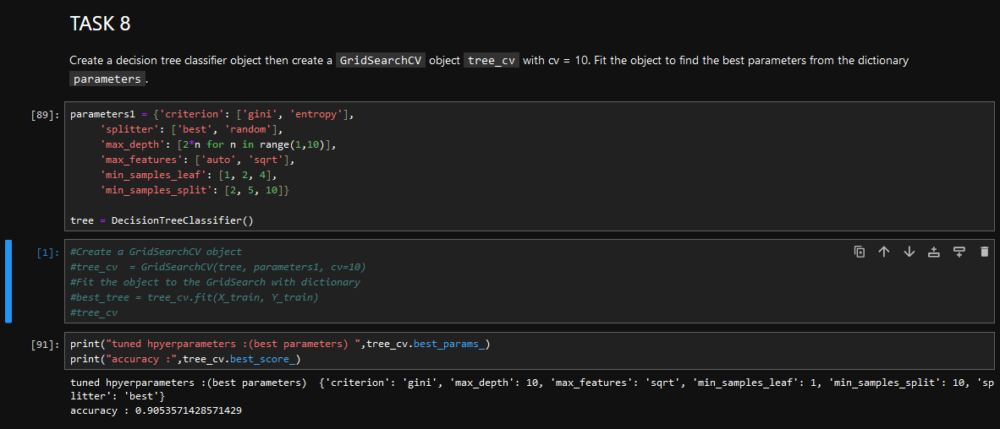 TASK 8
Create a decision tree classifier object then create a GridSearchCV object tree_cv with cv = 10. Fit the object to find the best parameters from the dictionary
parameters .
[89]: parameters1 = {'criterion': ['gini', 'entropy'],
     'splitter': ['best', 'random'],
     'max_depth': [2*n for n in range(1,10)],
     'max_features': ['auto', 'sqrt'],
     'min_samples_leaf': [1, 2, 4],
     'min_samples_split': [2, 5, 10]}
tree = DecisionTreeClassifier()
[1]: #Create a GridSearchCV object
#tree_cv  = GridSearchCV(tree, parameters1, cv=10)
#Fit the object to the GridSearch with dictionary
#best_tree = tree_cv.fit(X_train, Y_train)
#tree_cv
[91]: print("tuned hpyerparameters :(best parameters) ",tree_cv.best_params_)
print("accuracy :",tree_cv.best_score_)
tuned hpyerparameters :(best parameters)  {'criterion': 'gini', 'max_depth': 10, 'max_features': 'sqrt', 'min_samples_leaf': 1, 'min_samples_split': 10, 'sp
litter': 'best'}
accuracy : 0.9053571428571429